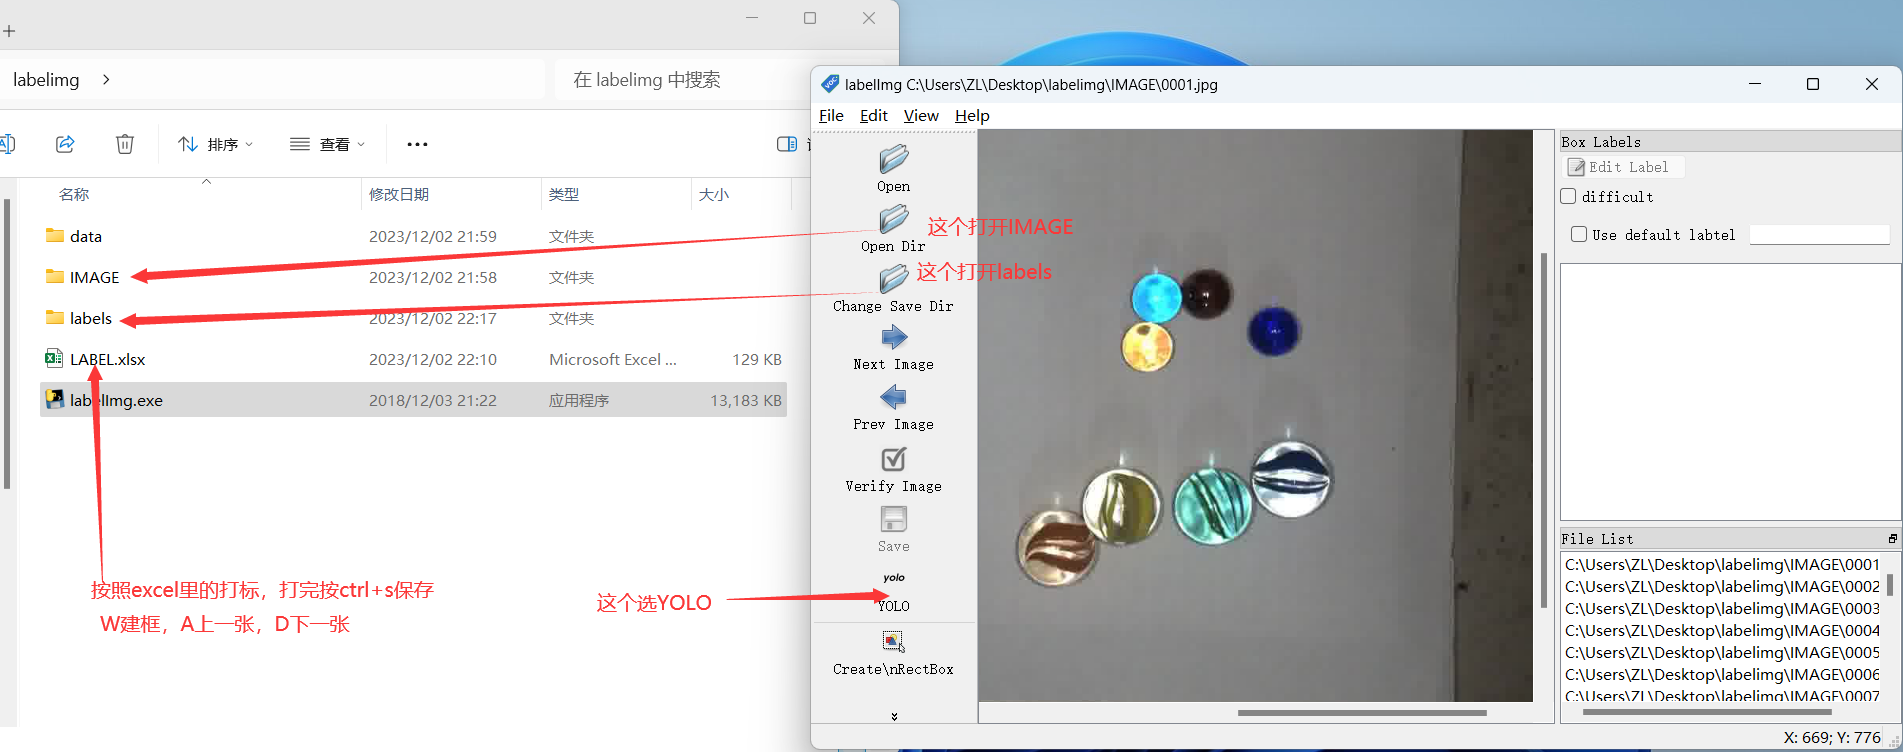 labelimg
在 labelimg 中搜索
排序
查看
名称
修改日期
类型
大小
data
2023/12/02 21:59
文件夹
IMAGE
2023/12/02 21:58
文件夹
labels
2023/12/02 22:17
文件夹
LABEL.xlsx
2023/12/02 22:10
Microsoft Excel ...
129 KB
labelImg.exe
2018/12/03 21:22
应用程序
13,183 KB
按照excel里的打标，打完按ctrl+s保存
W建框，A上一张，D下一张
这个选YOLO
labelImg C:\Users\ZL\Desktop\labelimg\IMAGE\0001.jpg
File Edit View Help
Open
Open Dir
这个打开IMAGE
Change Save Dir
这个打开labels
Next Image
Prev Image
Verify Image
Save
yolo
YOLO
Create\nRectBox
Box Labels
Edit Label
difficult
Use default labtel
File List
C:\Users\ZL\Desktop\labelimg\IMAGE\0001
C:\Users\ZL\Desktop\labelimg\IMAGE\0002
C:\Users\ZL\Desktop\labelimg\IMAGE\0003
C:\Users\ZL\Desktop\labelimg\IMAGE\0004
C:\Users\ZL\Desktop\labelimg\IMAGE\0005
C:\Users\ZL\Desktop\labelimg\IMAGE\0006
C:\Users\ZL\Desktop\labelimg\IMAGE\0007
X: 669; Y: 776